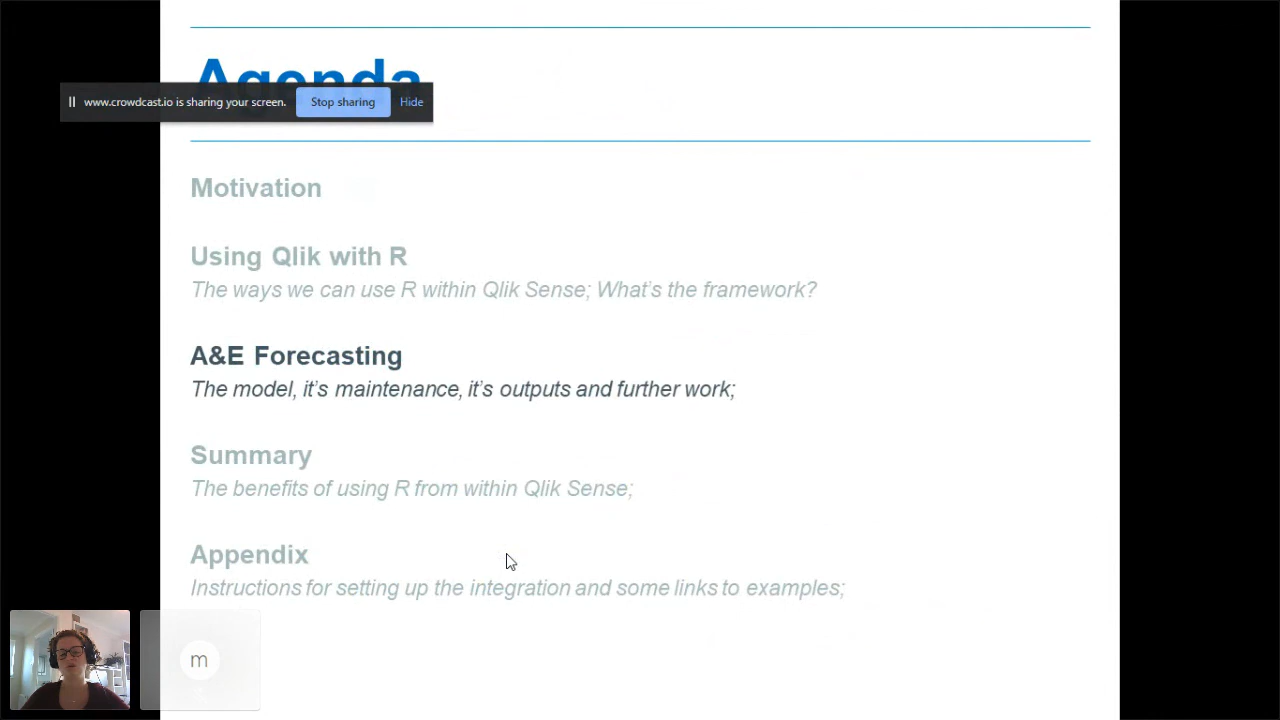 Agenda
www.crowdcast.io is sharing your screen. Stop sharing Hide
Motivation
Using Qlik with R
The ways we can use R within Qlik Sense; What's the framework?
A&E Forecasting
The model, it's maintenance, it's outputs and further work;
Summary
The benefits of using R from within Qlik Sense;
Appendix
Instructions for setting up the integration and some links to examples;
m